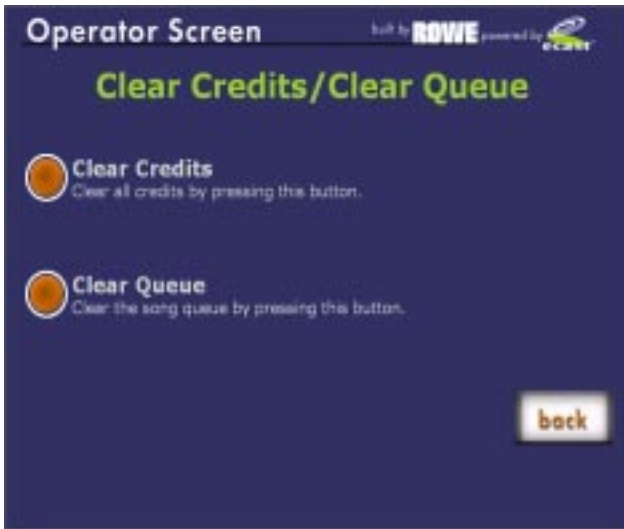 Operator Screen built by ROWE powered by ecast
Clear Credits/Clear Queue
Clear Credits
Clear all credits by pressing this button.
Clear Queue
Clear the song queue by pressing this button.
back